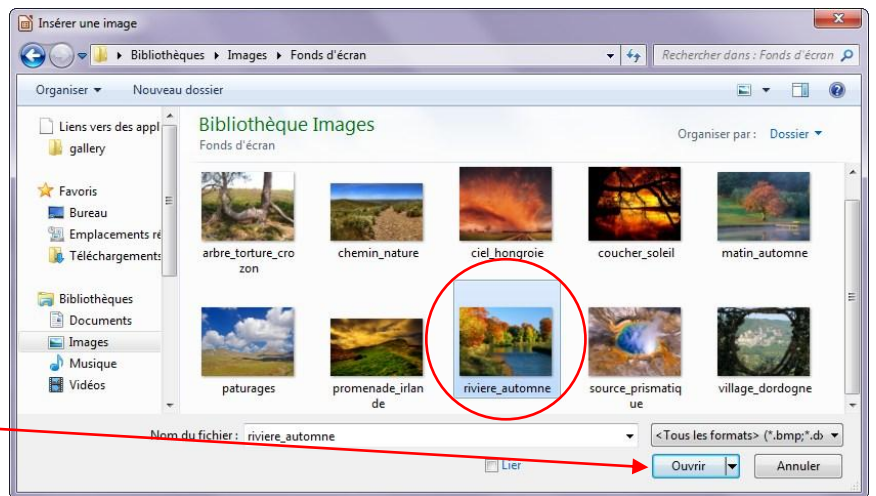 Insérer une image
Bibliothèques Images Fonds d'écran
Rechercher dans : Fonds d'écran
Organiser Nouveau dossier
Liens vers des appl
gallery
Favoris
Bureau
Emplacements ré
Téléchargements
Bibliothèques
Documents
Images
Musique
Vidéos
Bibliothèque Images
Fonds d'écran
Organiser par : Dossier
arbre_torture_cro
zon
chemin_nature
ciel_hongroie
coucher_soleil
matin_automne
paturages
promenade_irlan
de
riviere_automne
source_prismatiq
ue
village_dordogne
Nom du fichier : riviere_automne
<Tous les formats> (*.bmp;*.db
Lier
Ouvrir
Annuler